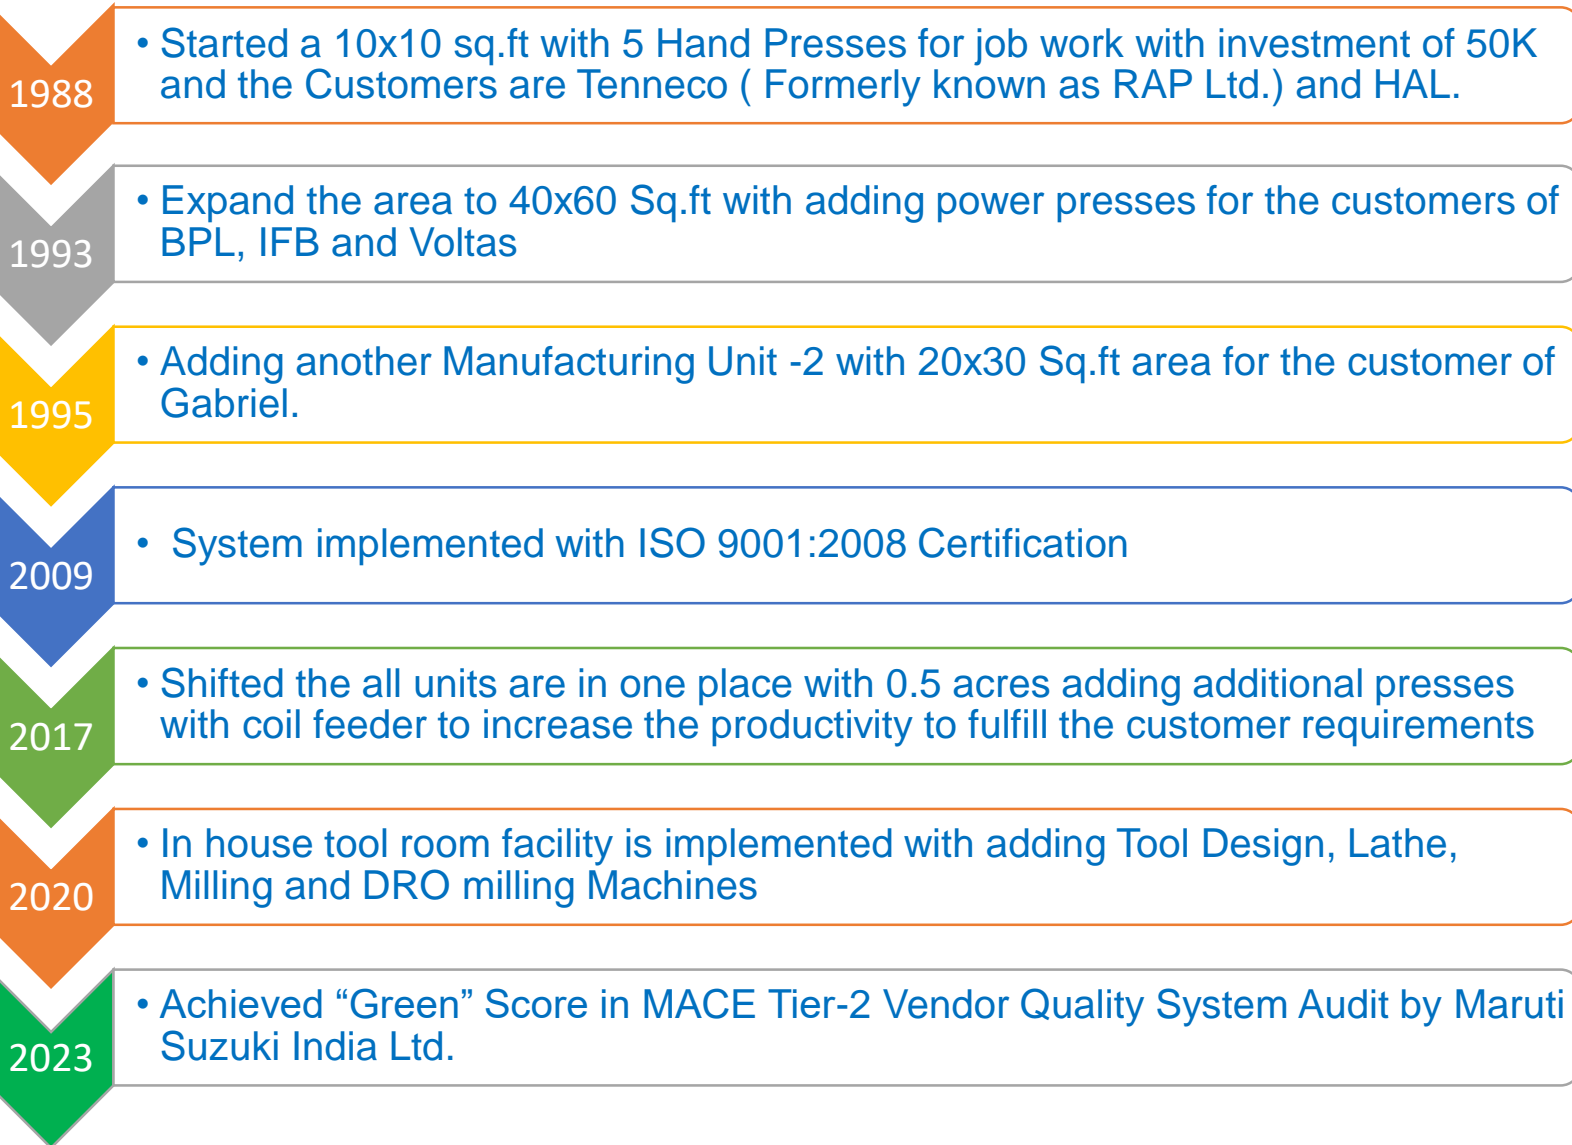 1988
• Started a 10x10 sq.ft with 5 Hand Presses for job work with investment of 50K
and the Customers are Tenneco ( Formerly known as RAP Ltd.) and HAL.
1993
• Expand the area to 40x60 Sq.ft with adding power presses for the customers of
BPL, IFB and Voltas
1995
• Adding another Manufacturing Unit -2 with 20x30 Sq.ft area for the customer of
Gabriel.
2009
• System implemented with ISO 9001:2008 Certification
2017
• Shifted the all units are in one place with 0.5 acres adding additional presses
with coil feeder to increase the productivity to fulfill the customer requirements
2020
• In house tool room facility is implemented with adding Tool Design, Lathe,
Milling and DRO milling Machines
2023
• Achieved “Green” Score in MACE Tier-2 Vendor Quality System Audit by Maruti
Suzuki India Ltd.